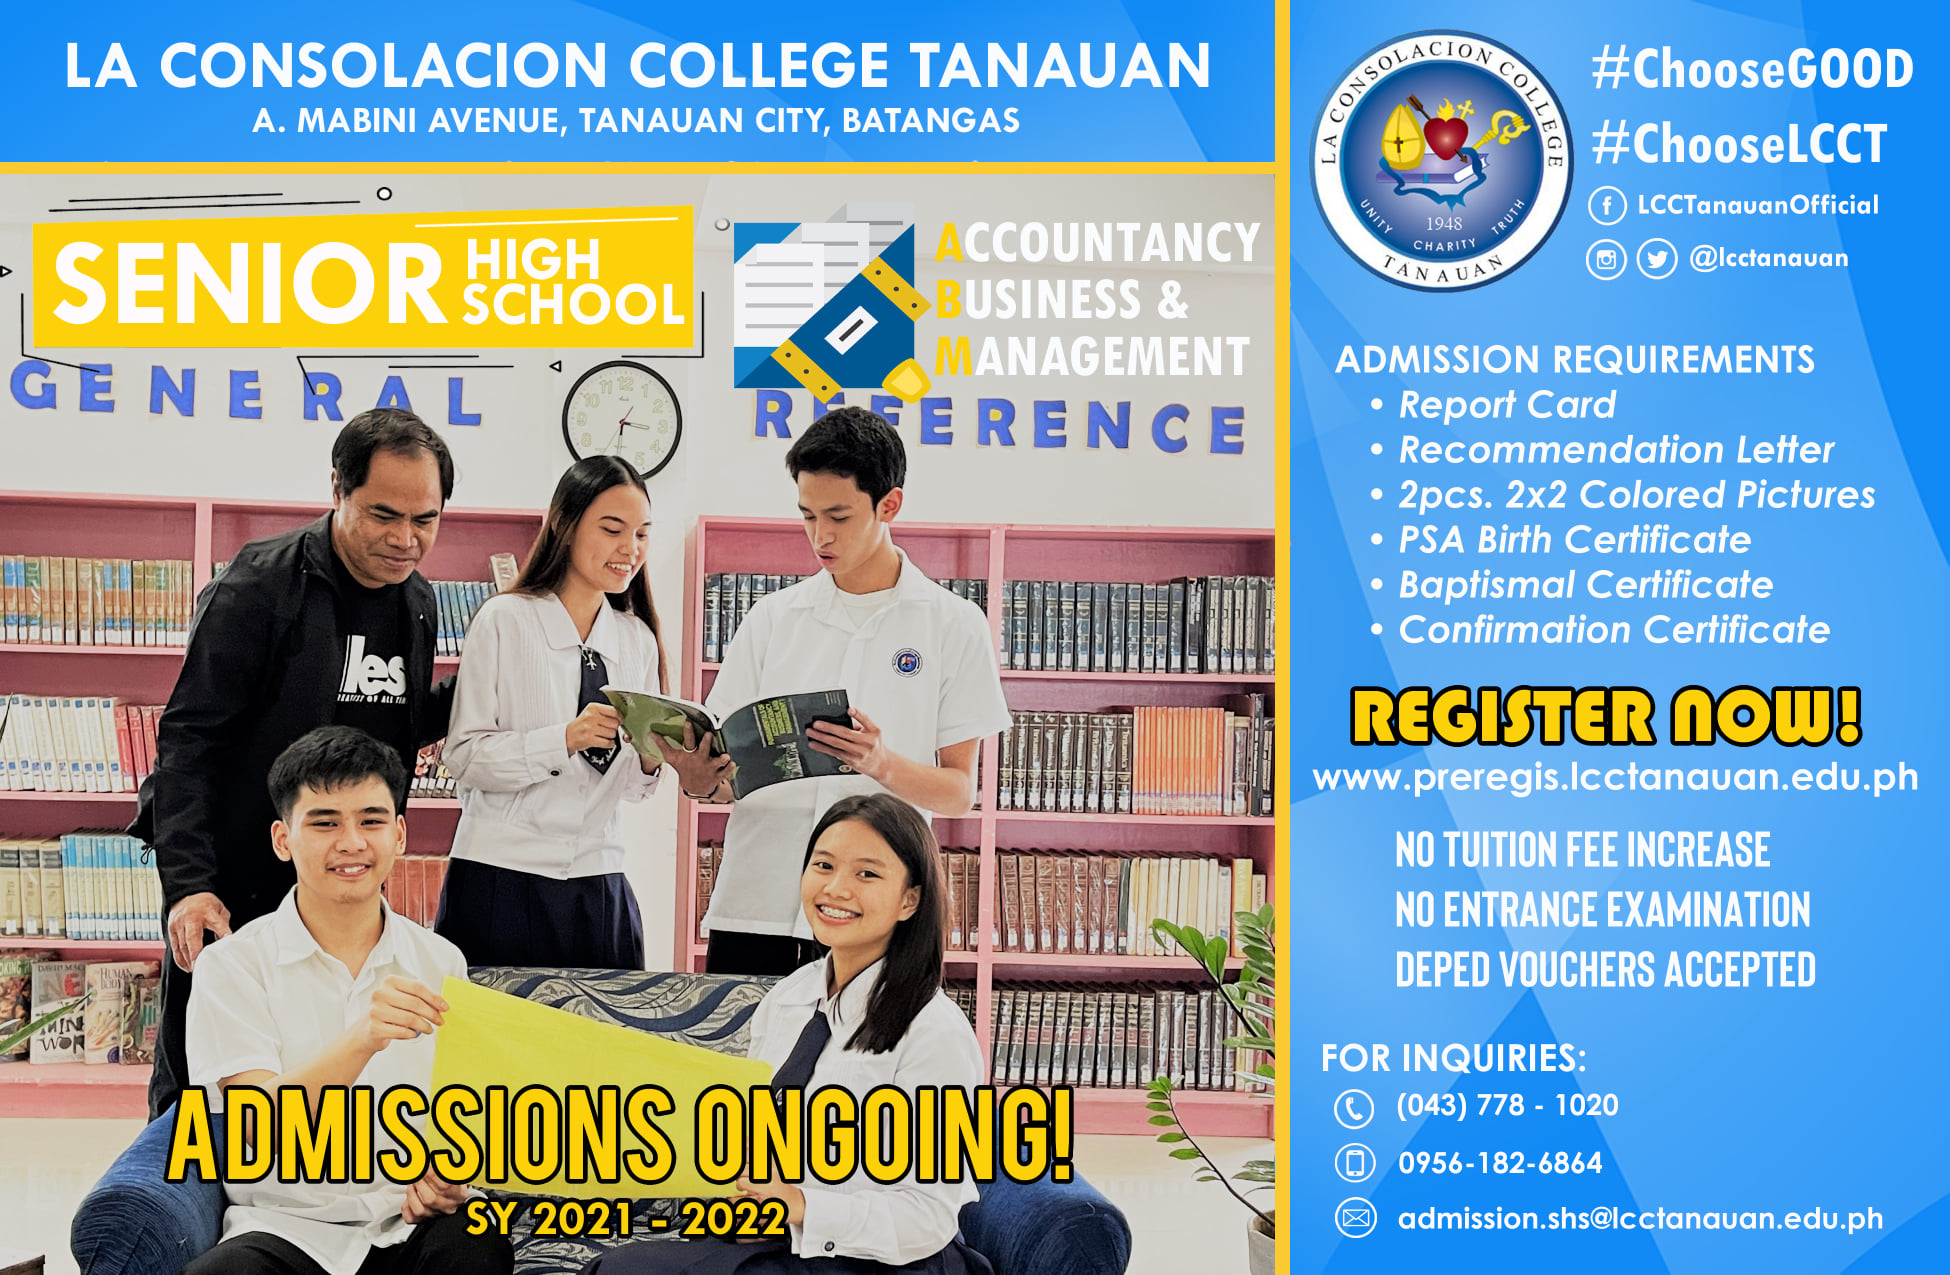 LA CONSOLACION COLLEGE TANAUAN
A. MABINI AVENUE, TANAUAN CITY, BATANGAS
SENIOR HIGH SCHOOL
ACCOUNTANCY
BUSINESS &
MANAGEMENT
GENERAL REFERENCE
les
ADMISSIONS ONGOING!
SY 2021 - 2022
LA CONSOLACION COLLEGE
1948
UNITY CHARITY TRUTH
TANAUAN
#ChooseGOOD
#ChooseLCCT
LCCTanauanOfficial
@lcctanauan
ADMISSION REQUIREMENTS
• Report Card
• Recommendation Letter
• 2pcs. 2x2 Colored Pictures
• PSA Birth Certificate
• Baptismal Certificate
• Confirmation Certificate
REGISTER NOW!
www.preregis.lcctanauan.edu.ph
NO TUITION FEE INCREASE
NO ENTRANCE EXAMINATION
DEPED VOUCHERS ACCEPTED
FOR INQUIRIES:
(043) 778 - 1020
0956-182-6864
admission.shs@lcctanauan.edu.ph